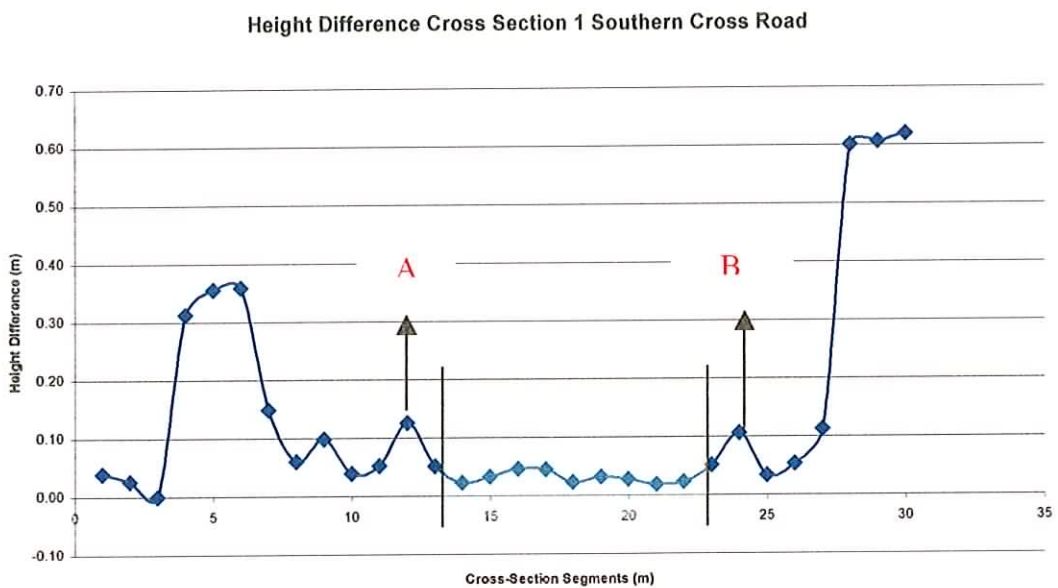 Height Difference Cross Section 1 Southern Cross Road
0.70
0.60
0.50
0.40
0.30
0.20
0.10
0.00
-0.10
A
B
0 5 10 15 20 25 30 35
Height Difference (m)
Cross-Section Segments (m)